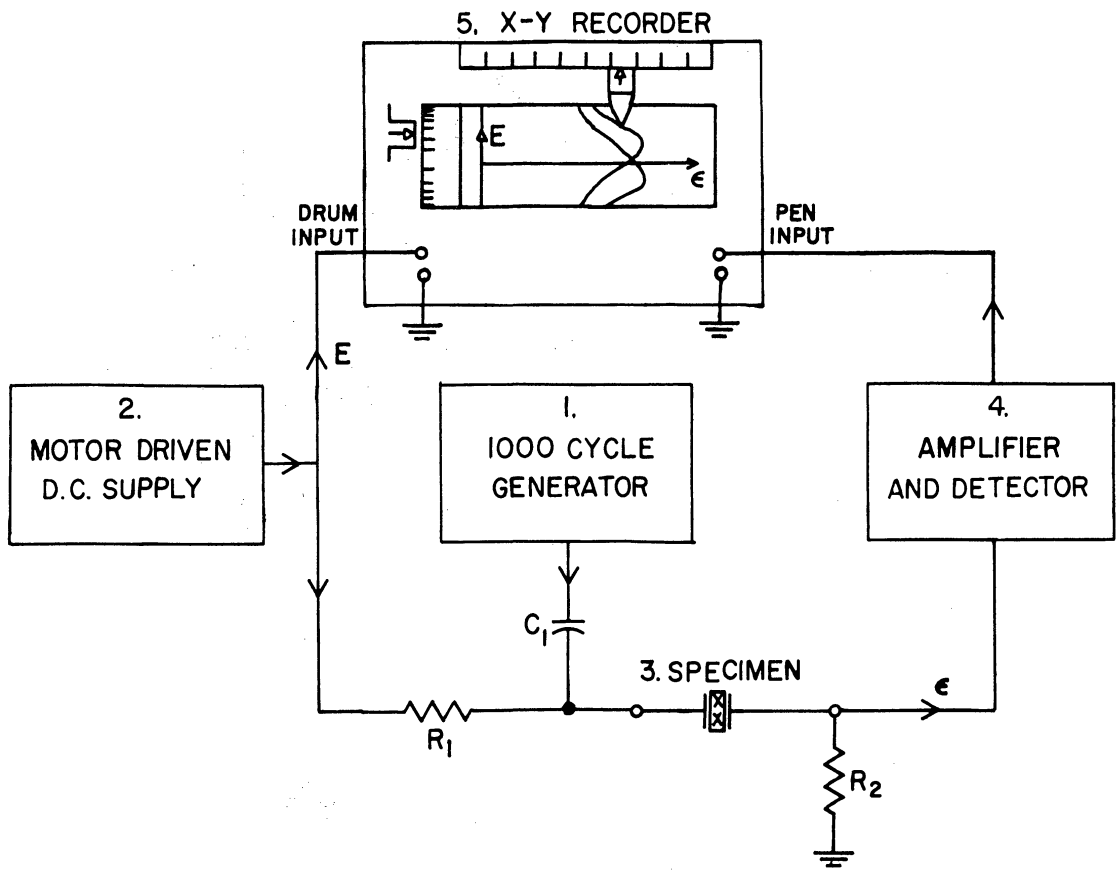 5. X-Y RECORDER
E
ϵ
DRUM
INPUT
PEN
INPUT
E
2.
MOTOR DRIVEN
D.C. SUPPLY
1.
1000 CYCLE
GENERATOR
4.
AMPLIFIER
AND DETECTOR
C1
3. SPECIMEN
ϵ
R1
R2